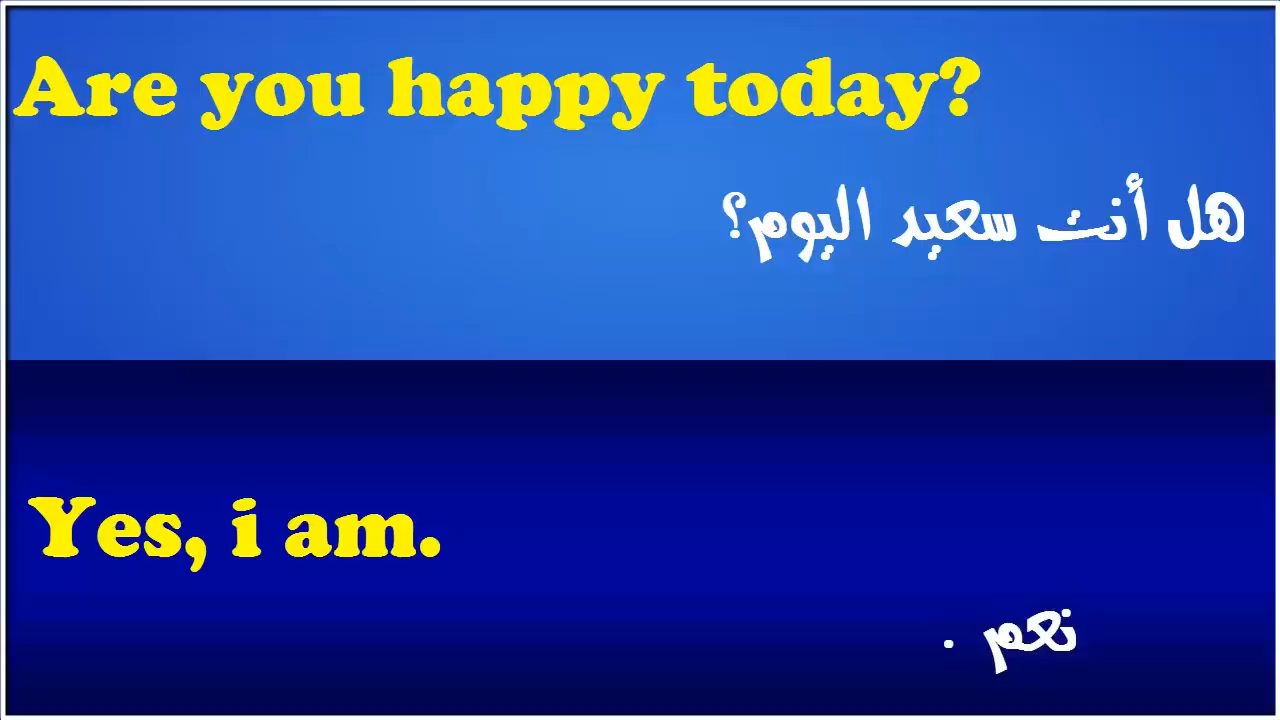 Are you happy today?
هل أنت سعيد اليوم؟
Yes, i am.
نعم .